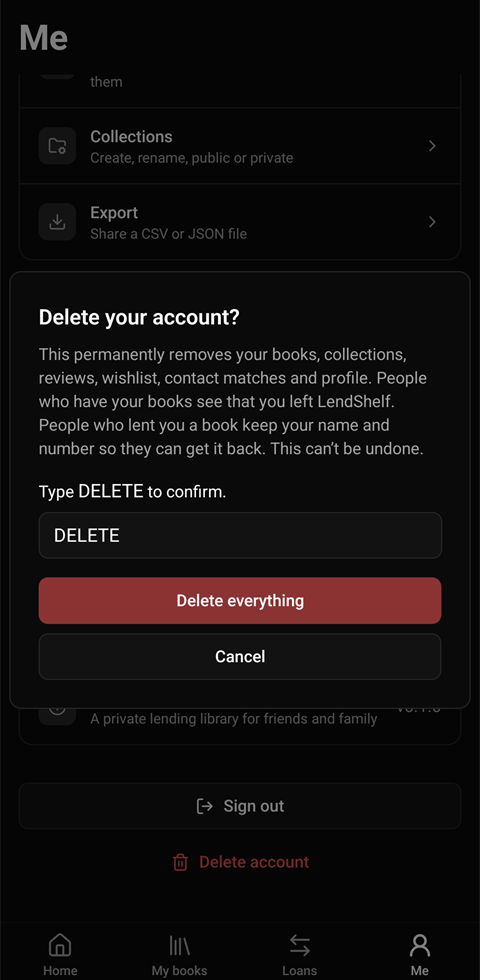 Me
them
Collections
Create, rename, public or private
Export
Share a CSV or JSON file
Delete your account?
This permanently removes your books, collections,
reviews, wishlist, contact matches and profile. People
who have your books see that you left LendShelf.
People who lent you a book keep your name and
number so they can get it back. This can’t be undone.
Type DELETE to confirm.
DELETE
Delete everything
Cancel
A private lending library for friends and family
Sign out
Delete account
Home
My books
Loans
Me